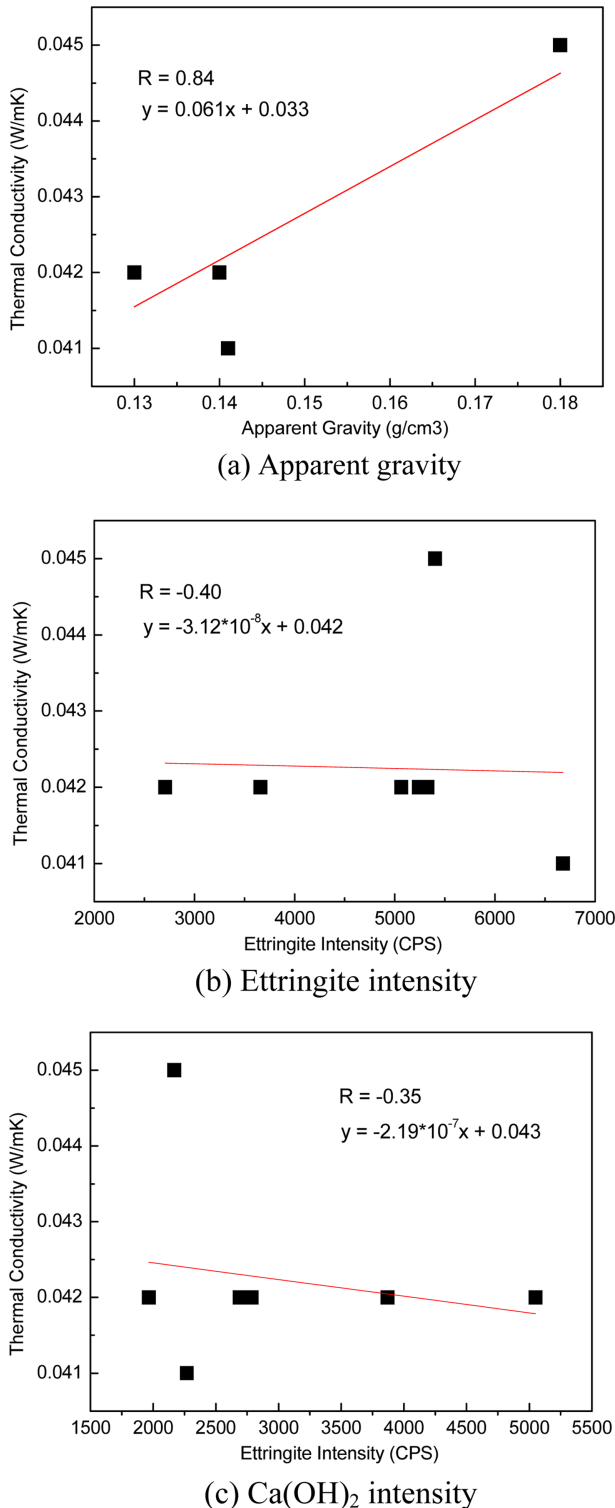 0.045
0.044
0.043
0.042
0.041
Thermal Conductivity (W/mK)
R = 0.84
y = 0.061x + 0.033
0.13 0.14 0.15 0.16 0.17 0.18
Apparent Gravity (g/cm3)
(a) Apparent gravity
0.045
0.044
0.043
0.042
0.041
Thermal Conductivity (W/mK)
R = -0.40
y = -3.12*10⁻⁸x + 0.042
2000 3000 4000 5000 6000 7000
Ettringite Intensity (CPS)
(b) Ettringite intensity
0.045
0.044
0.043
0.042
0.041
Thermal Conductivity (W/mK)
R = -0.35
y = -2.19*10⁻⁷x + 0.043
1500 2000 2500 3000 3500 4000 4500 5000 5500
Ettringite Intensity (CPS)
(c) Ca(OH)₂ intensity